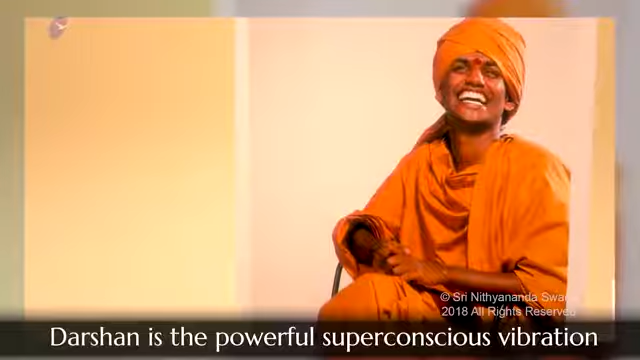 © Sri Nithyananda Swa
2018 All Rights Reserved
Darshan is the powerful superconscious vibration